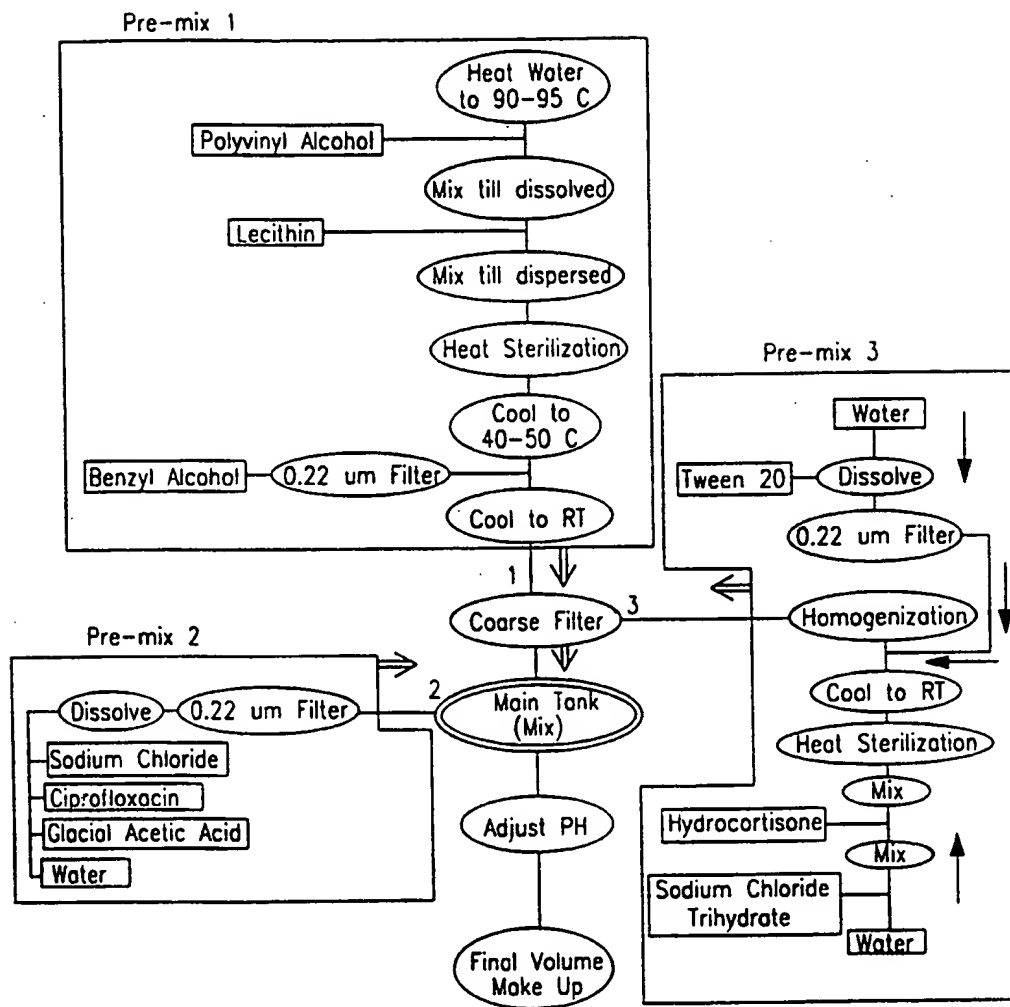 Pre-mix 1
Heat Water
to 90-95 C
Polyvinyl Alcohol
Mix till dissolved
Lecithin
Mix till dispersed
Heat Sterilization
Cool to
40-50 C
Benzyl Alcohol
0.22 um Filter
Cool to RT
1
Coarse Filter
3
Pre-mix 2
Dissolve
0.22 um Filter
2
Main Tank
(Mix)
Sodium Chloride
Ciprofloxacin
Glacial Acetic Acid
Water
Adjust PH
Final Volume
Make Up
Pre-mix 3
Water
Tween 20
Dissolve
0.22 um Filter
Homogenization
Cool to RT
Heat Sterilization
Mix
Hydrocortisone
Mix
Sodium Chloride
Trihydrate
Water